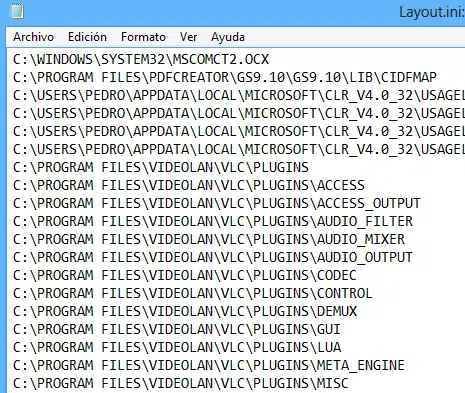 Layout.ini:
Archivo Edición Formato Ver Ayuda
C:\WINDOWS\SYSTEM32\MSCOMCT2.OCX
C:\PROGRAM FILES\PDFCREATOR\GS9.10\GS9.10\LIB\CIDFMAP
C:\USERS\PEDRO\APPDATA\LOCAL\MICROSOFT\CLR_V4.0_32\USAGEL
C:\USERS\PEDRO\APPDATA\LOCAL\MICROSOFT\CLR_V4.0_32\USAGEL
C:\USERS\PEDRO\APPDATA\LOCAL\MICROSOFT\CLR_V4.0_32\USAGEL
C:\USERS\PEDRO\APPDATA\LOCAL\MICROSOFT\CLR_V4.0_32\USAGEL
C:\PROGRAM FILES\VIDEOLAN\VLC\PLUGINS
C:\PROGRAM FILES\VIDEOLAN\VLC\PLUGINS\ACCESS
C:\PROGRAM FILES\VIDEOLAN\VLC\PLUGINS\ACCESS_OUTPUT
C:\PROGRAM FILES\VIDEOLAN\VLC\PLUGINS\AUDIO_FILTER
C:\PROGRAM FILES\VIDEOLAN\VLC\PLUGINS\AUDIO_MIXER
C:\PROGRAM FILES\VIDEOLAN\VLC\PLUGINS\AUDIO_OUTPUT
C:\PROGRAM FILES\VIDEOLAN\VLC\PLUGINS\CODEC
C:\PROGRAM FILES\VIDEOLAN\VLC\PLUGINS\CONTROL
C:\PROGRAM FILES\VIDEOLAN\VLC\PLUGINS\DEMUX
C:\PROGRAM FILES\VIDEOLAN\VLC\PLUGINS\GUI
C:\PROGRAM FILES\VIDEOLAN\VLC\PLUGINS\LUA
C:\PROGRAM FILES\VIDEOLAN\VLC\PLUGINS\META_ENGINE
C:\PROGRAM FILES\VIDEOLAN\VLC\PLUGINS\MISC